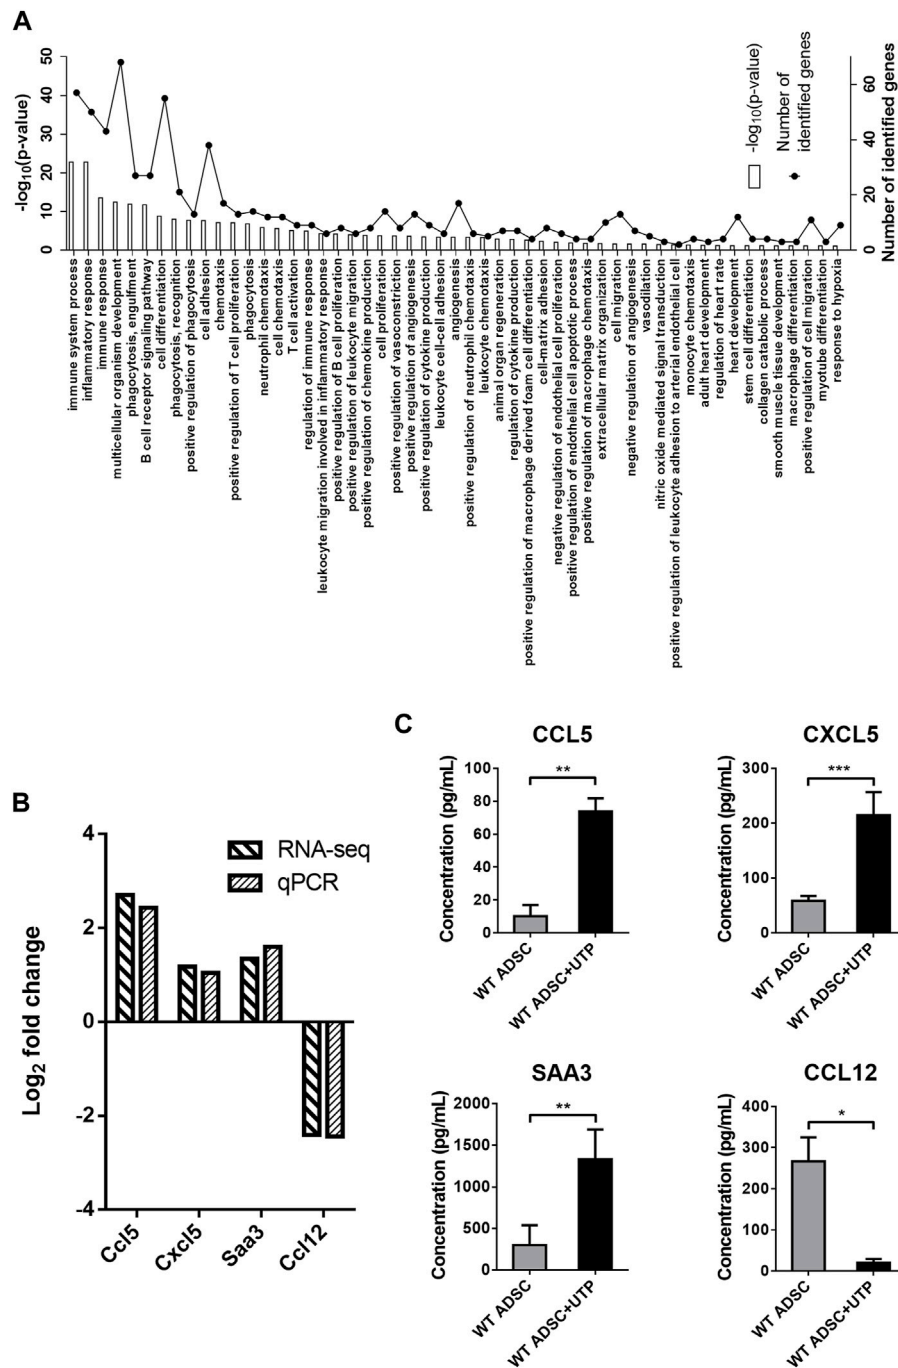 A
50
40
30
20
10
0
-log10(p-value)
60
40
20
0
Number of identified genes
-log10(p-value)
Number of
identified genes
immune system process
inflammatory response
immune response
multicellular organism development
phagocytosis, engulfment
B cell receptor signaling pathway
cell differentiation
phagocytosis, recognition
positive regulation of phagocytosis
cell adhesion
chemotaxis
positive regulation of T cell proliferation
phagocytosis
neutrophil chemotaxis
cell chemotaxis
T cell activation
regulation of immune response
leukocyte migration involved in inflammatory response
positive regulation of B cell proliferation
positive regulation of leukocyte migration
positive regulation of chemokine production
cell proliferation
positive regulation of vasoconstriction
positive regulation of angiogenesis
positive regulation of cytokine production
leukocyte cell-cell adhesion
angiogenesis
positive regulation of neutrophil chemotaxis
leukocyte chemotaxis
animal organ regeneration
regulation of cytokine production
positive regulation of macrophage derived foam cell differentiation
cell-matrix adhesion
negative regulation of endothelial cell proliferation
positive regulation of endothelial cell apoptotic process
positive regulation of macrophage chemotaxis
extracellular matrix organization
cell migration
negative regulation of angiogenesis
vasodilation
nitric oxide mediated signal transduction
positive regulation of leukocyte adhesion to arterial endothelial cell
monocyte chemotaxis
adult heart development
regulation of heart rate
heart development
stem cell differentiation
collagen catabolic process
smooth muscle tissue development
macrophage differentiation
positive regulation of cell migration
myotube differentiation
response to hypoxia
B
4
2
0
-2
-4
Log2 fold change
RNA-seq
qPCR
Ccl5
Cxcl5
Saa3
Ccl12
C
CCL5
Concentration (pg/mL)
100
80
60
40
20
0
**
WT ADSC
WT ADSC+UTP
CXCL5
Concentration (pg/mL)
300
200
100
0
***
WT ADSC
WT ADSC+UTP
SAA3
Concentration (pg/mL)
2000
1500
1000
500
0
**
WT ADSC
WT ADSC+UTP
CCL12
Concentration (pg/mL)
400
300
200
100
0
*
WT ADSC
WT ADSC+UTP